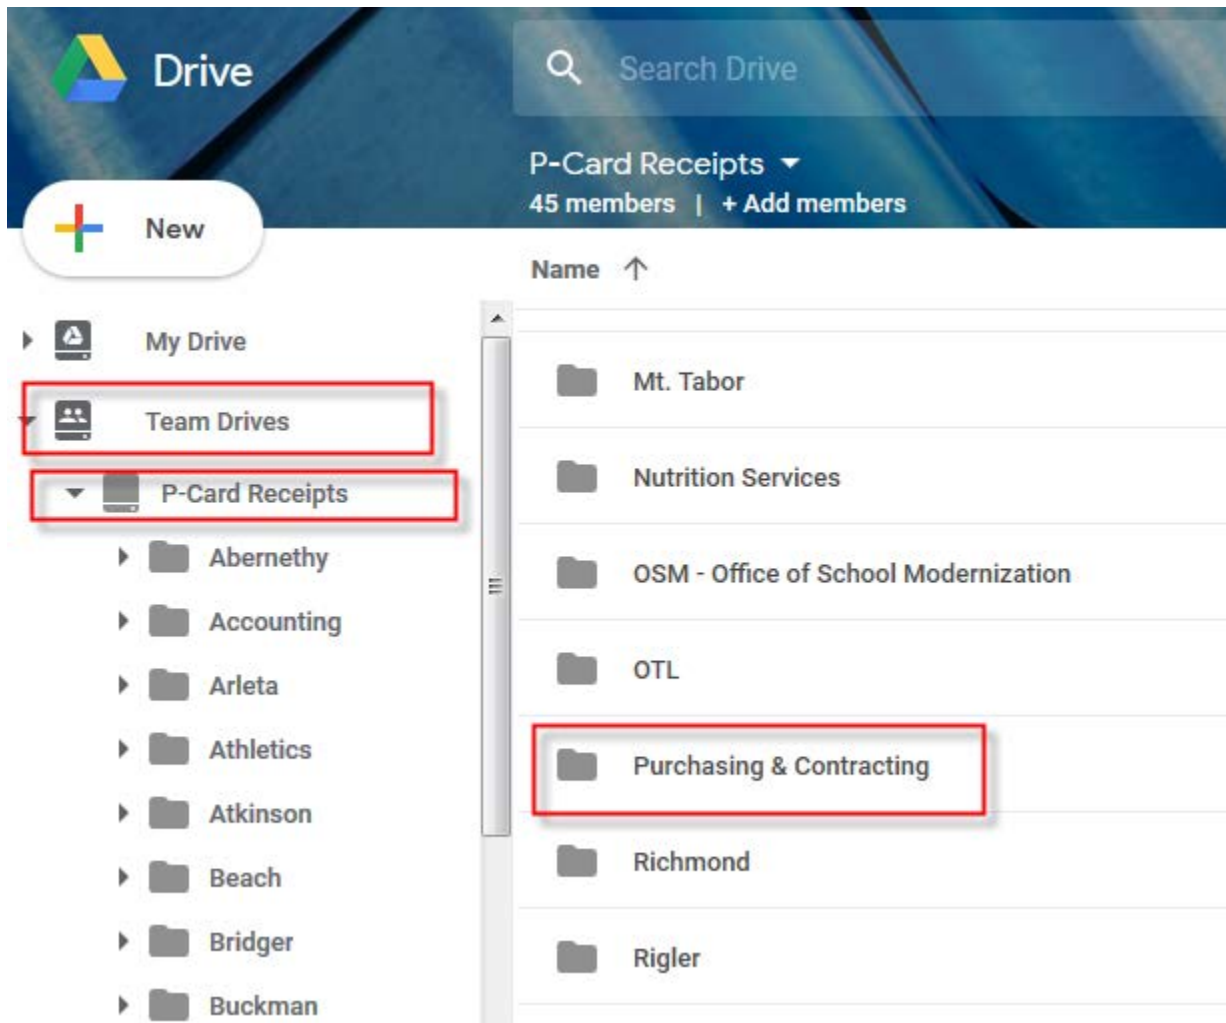 Drive
Search Drive
P-Card Receipts
45 members | + Add members
New
Name
My Drive
Team Drives
P-Card Receipts
Abernethy
Accounting
Arleta
Athletics
Atkinson
Beach
Bridger
Buckman
Mt. Tabor
Nutrition Services
OSM - Office of School Modernization
OTL
Purchasing & Contracting
Richmond
Rigler